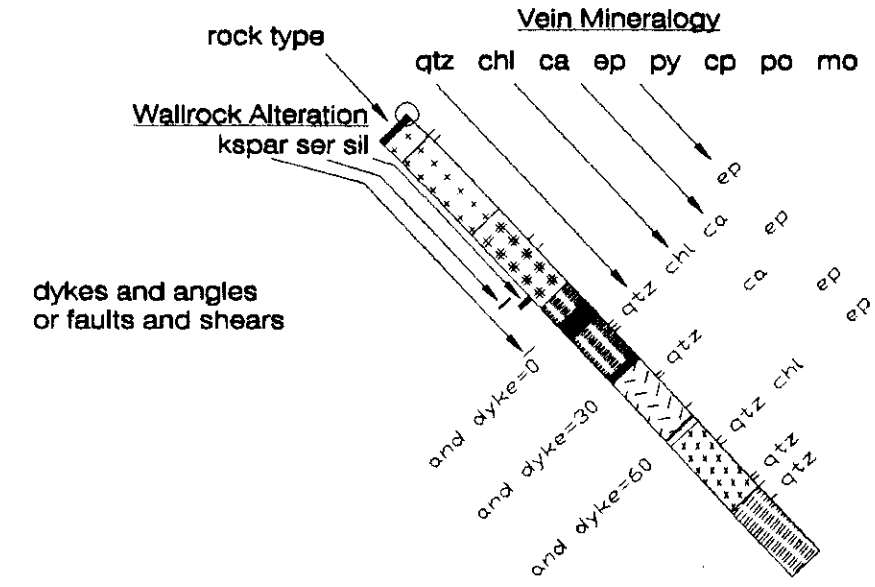 Vein Mineralogy
rock type
qtz chl ca ep py cp po mo
Wallrock Alteration
kspar ser sil
dykes and angles
or faults and shears
ep
qtz chl ca
ep
ca
ep
qtz
ep
qtz chl
qtz
qtz
and dyke=0
and dyke=30
and dyke=60